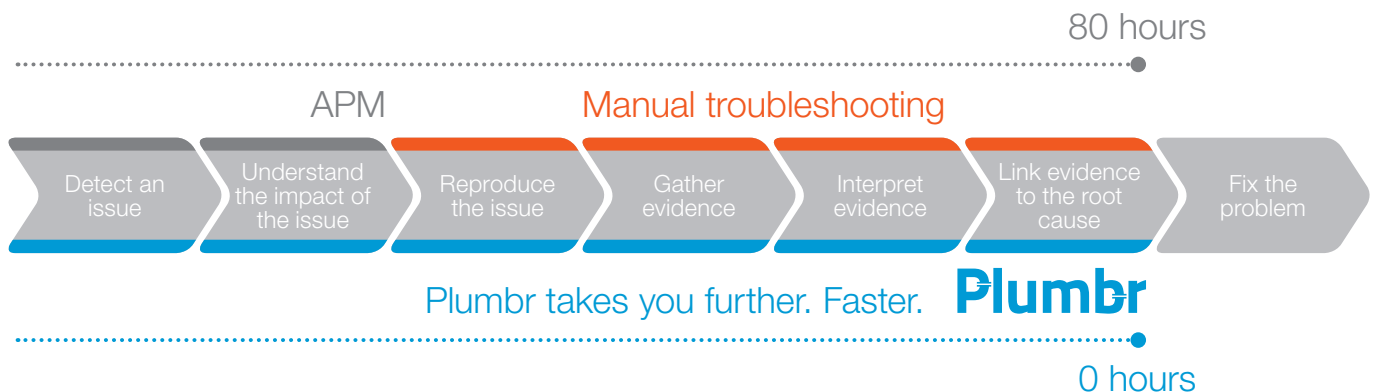 80 hours
APM
Manual troubleshooting
Detect an
issue
Understand
the impact of
the issue
Reproduce
the issue
Gather
evidence
Interpret
evidence
Link evidence
to the root
cause
Fix the
problem
Plumbr takes you further. Faster.
Plumbr
0 hours